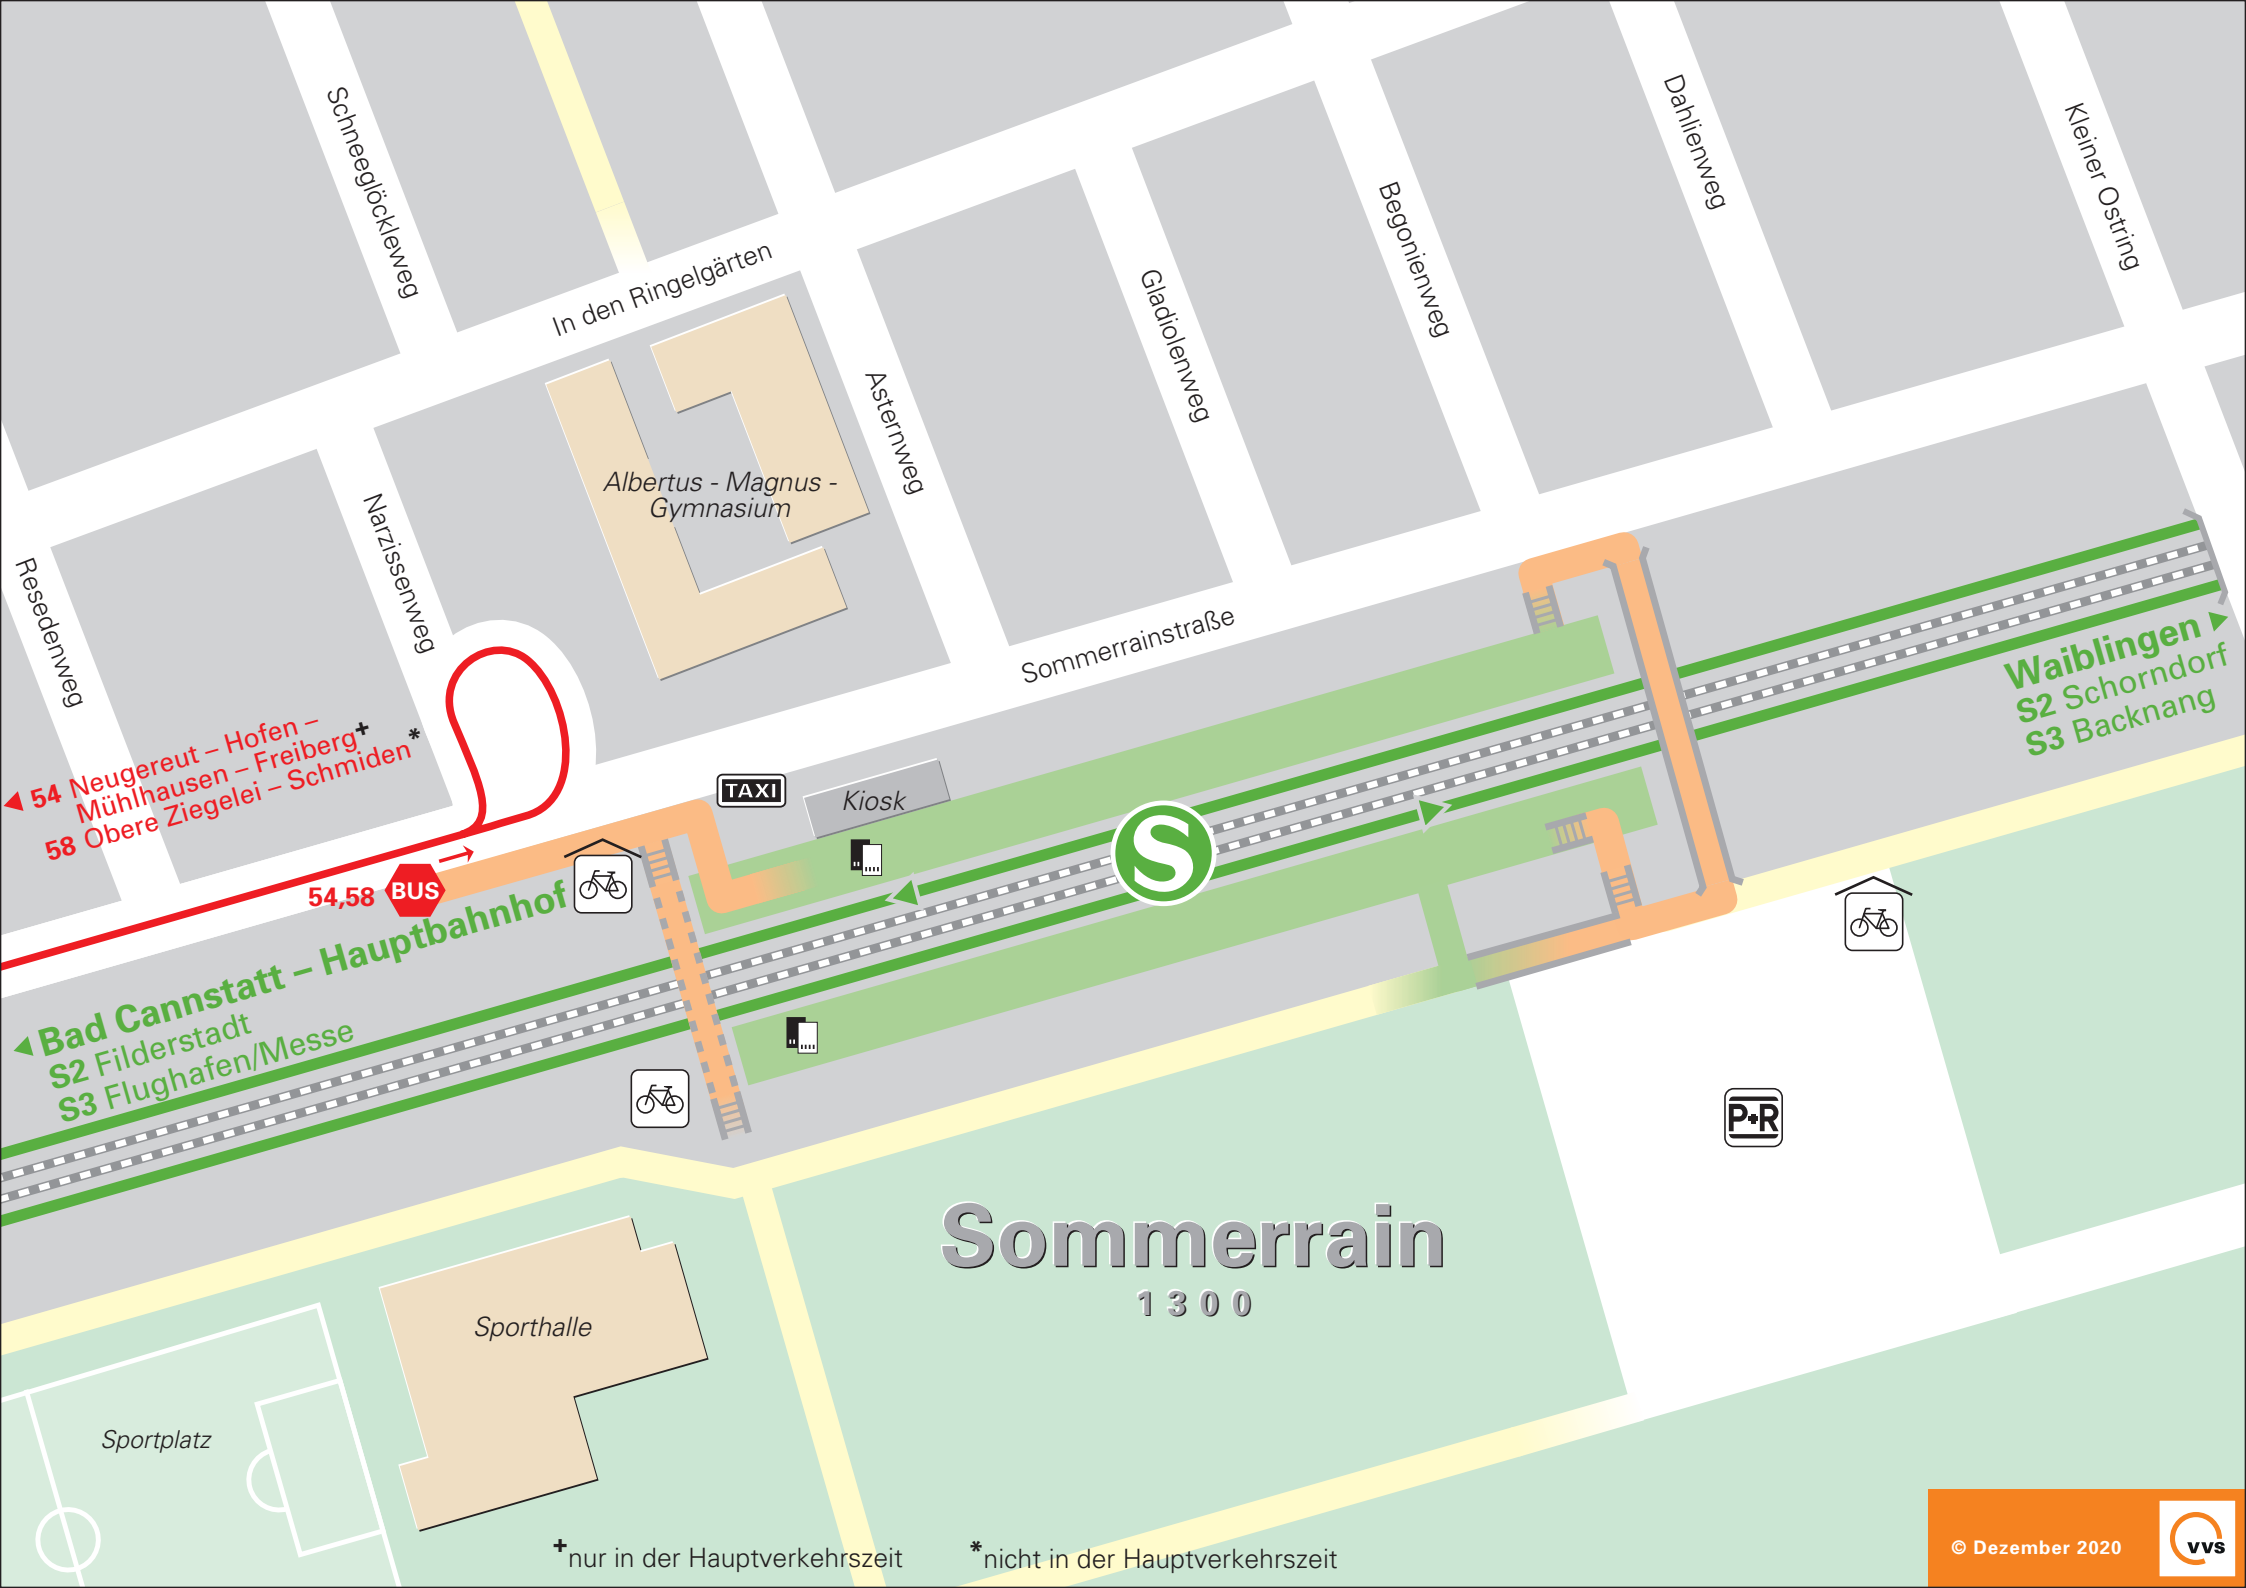 Schneeglöckleweg
Dahlienweg
Kleiner Ostring
Begonienweg
In den Ringelgärten
Gladiolenweg
Asternweg
Albertus - Magnus -
Gymnasium
Narzissenweg
Resedenweg
Sommerrainstraße
Waiblingen
S2 Schorndorf
S3 Backnang
54 Neugereut – Hofen –
Mühlhausen – Freiberg+
58 Obere Ziegelei – Schmiden*
TAXI
Kiosk
S
54,58 BUS
Bad Cannstatt – Hauptbahnhof
S2 Filderstadt
S3 Flughafen/Messe
P+R
Sommerrain
1300
Sporthalle
Sportplatz
+nur in der Hauptverkehrszeit
*nicht in der Hauptverkehrszeit
© Dezember 2020
vvs